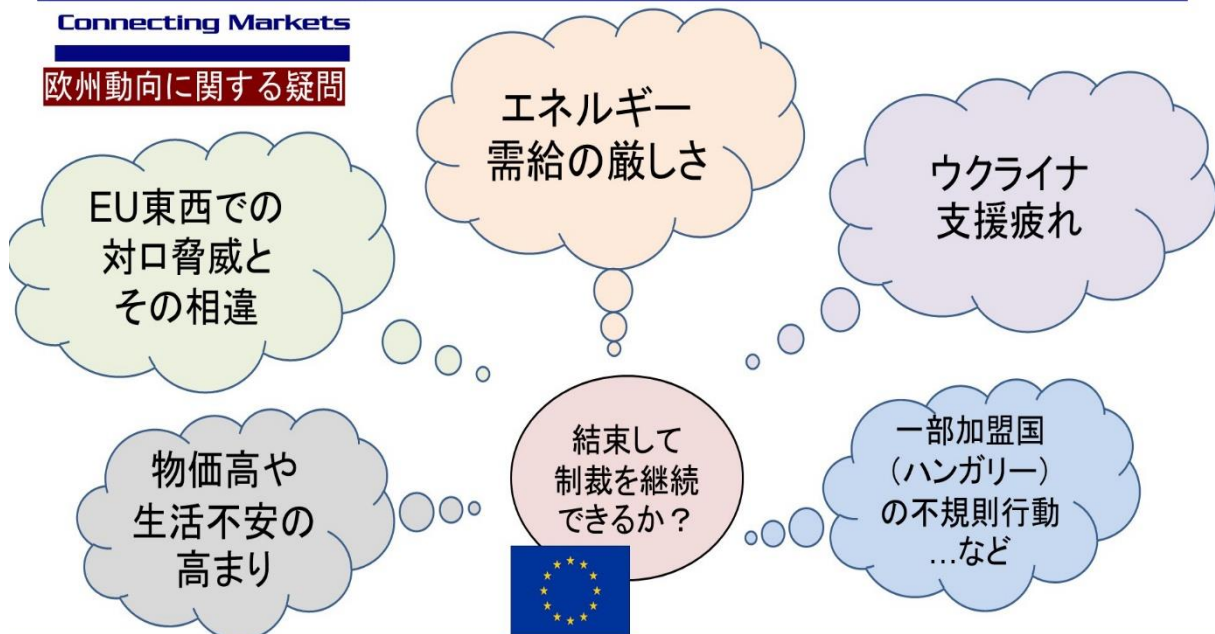 Connecting Markets
欧州動向に関する疑問
エネルギー
需給の厳しさ
ウクライナ
支援疲れ
EU東西での
対ロ脅威と
その相違
結束して
制裁を継続
できるか？
物価高や
生活不安の
高まり
一部加盟国
（ハンガリー）
の不規則行動
…など